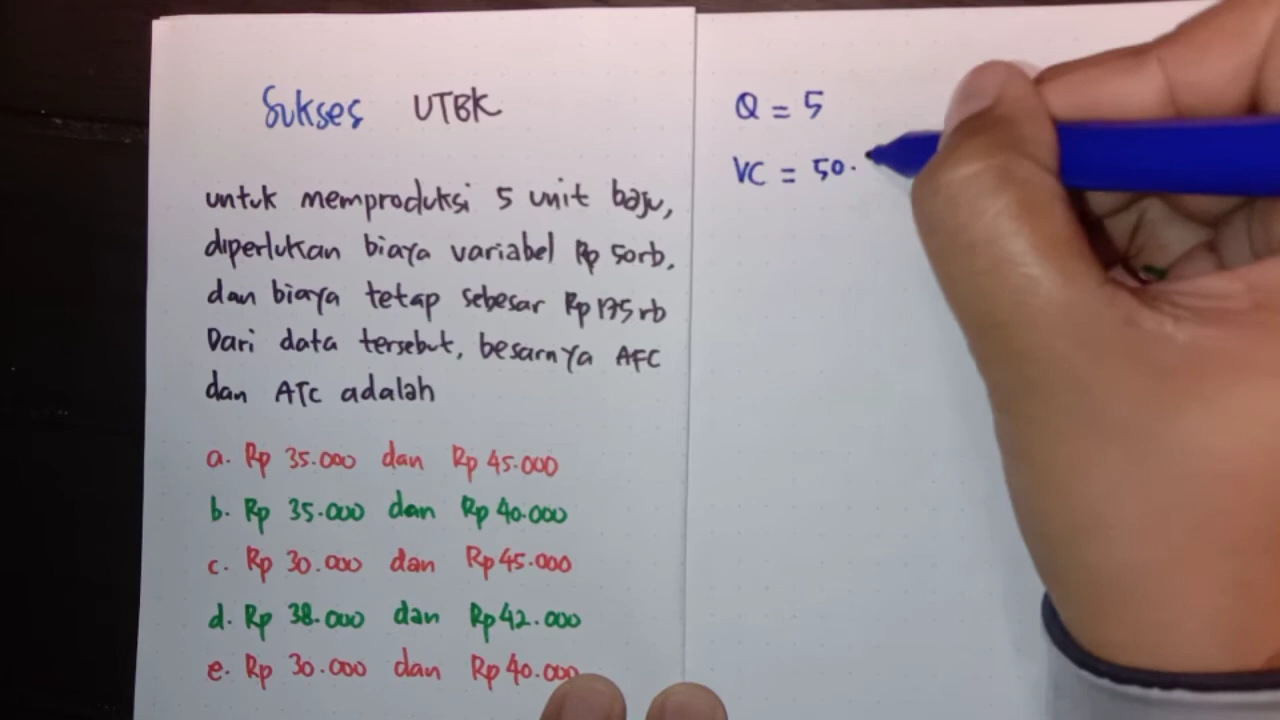 Sukses UTBK
untuk memproduksi 5 unit baju,
diperlukan biaya variabel Rp 50rb,
dan biaya tetap sebesar Rp 175 rb
Dari data tersebut, besarnya AFC
dan ATC adalah
a. Rp 35.000 dan Rp 45.000
b. Rp 35.000 dan Rp 40.000
c. Rp 30.000 dan Rp 45.000
d. Rp 38.000 dan Rp 42.000
e. Rp 30.000 dan Rp 40.000
Q = 5
VC = 50.